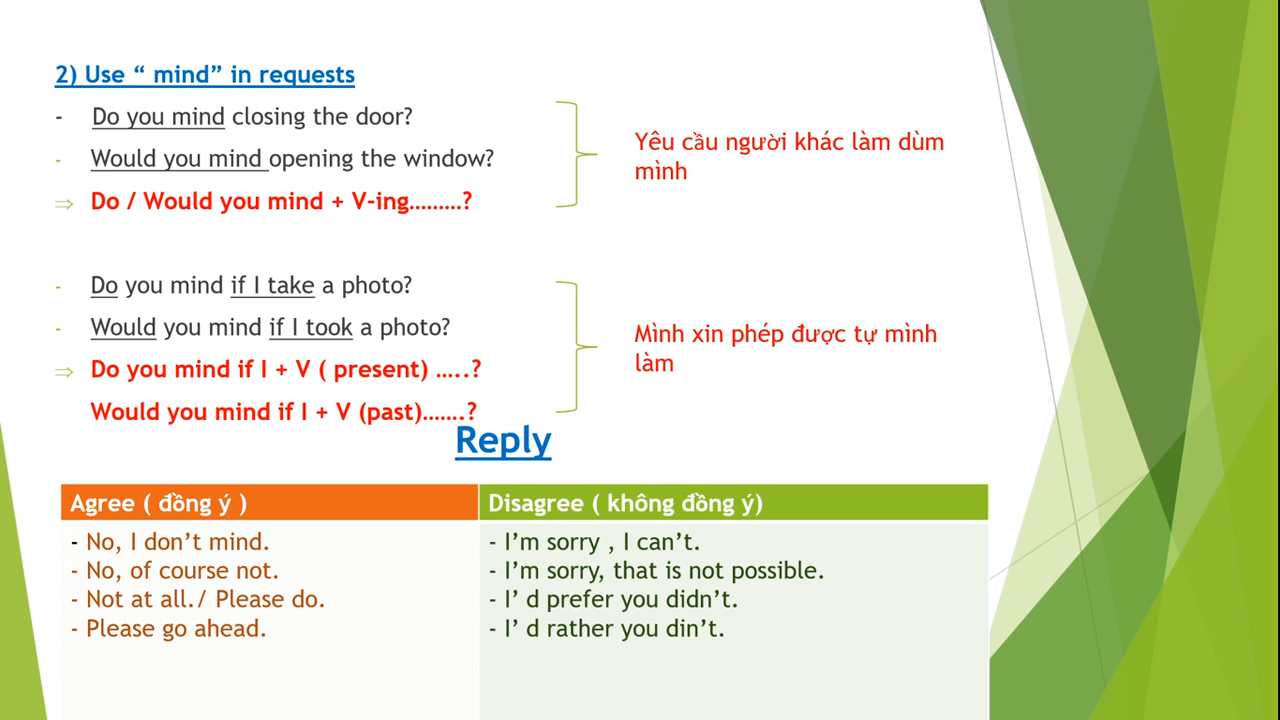 2) Use “ mind” in requests
- Do you mind closing the door?
- Would you mind opening the window?
⇒ Do / Would you mind + V-ing………?
Yêu cầu người khác làm dùm
mình
- Do you mind if I take a photo?
- Would you mind if I took a photo?
⇒ Do you mind if I + V ( present) …..?
Would you mind if I + V (past)…….?
Mình xin phép được tự mình
làm
Reply
Agree ( đồng ý )
- No, I don’t mind.
- No, of course not.
- Not at all./ Please do.
- Please go ahead.
Disagree ( không đồng ý)
- I’m sorry , I can’t.
- I’m sorry, that is not possible.
- I’ d prefer you didn’t.
- I’ d rather you din’t.